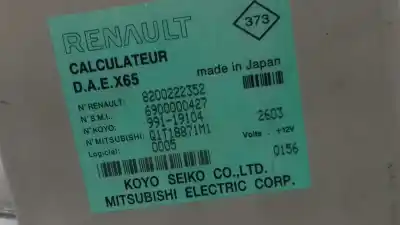 RENAULT
373
CALCULATEUR
D.A.E.X65
made in Japan
N° RENAULT: 8200222352
N° S.M.I.: 6900000427
N° KOYO: 991-19104 2603
N° MITSUBISHI: Q1T18871M1 Volts +12V
Logiciel: 0005 0156
KOYO SEIKO CO.,LTD.
MITSUBISHI ELECTRIC CORP.